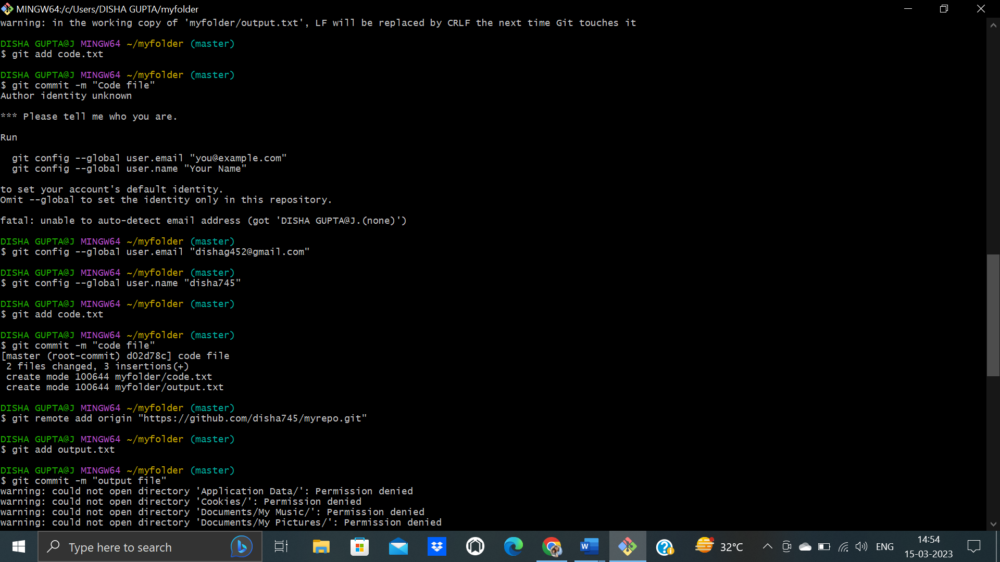 MINGW64:/c/Users/DISHA GUPTA/myfolder
warning: in the working copy of 'myfolder/output.txt', LF will be replaced by CRLF the next time Git touches it
DISHA GUPTA@J MINGW64 ~/myfolder (master)
$ git add code.txt
DISHA GUPTA@J MINGW64 ~/myfolder (master)
$ git commit -m "Code file"
Author identity unknown
*** Please tell me who you are.
Run
git config --global user.email "you@example.com"
git config --global user.name "Your Name"
to set your account's default identity.
Omit --global to set the identity only in this repository.
fatal: unable to auto-detect email address (got 'DISHA GUPTA@J.(none)')
DISHA GUPTA@J MINGW64 ~/myfolder (master)
$ git config --global user.email "dishag452@gmail.com"
DISHA GUPTA@J MINGW64 ~/myfolder (master)
$ git config --global user.name "disha745"
DISHA GUPTA@J MINGW64 ~/myfolder (master)
$ git add code.txt
DISHA GUPTA@J MINGW64 ~/myfolder (master)
$ git commit -m "code file"
[master (root-commit) d02d78c] code file
2 files changed, 3 insertions(+)
create mode 100644 myfolder/code.txt
create mode 100644 myfolder/output.txt
DISHA GUPTA@J MINGW64 ~/myfolder (master)
$ git remote add origin "https://github.com/disha745/myrepo.git"
DISHA GUPTA@J MINGW64 ~/myfolder (master)
$ git add output.txt
DISHA GUPTA@J MINGW64 ~/myfolder (master)
$ git commit -m "output file"
warning: could not open directory 'Application Data/': Permission denied
warning: could not open directory 'Cookies/': Permission denied
warning: could not open directory 'Documents/My Music/': Permission denied
warning: could not open directory 'Documents/My Pictures/': Permission denied
Type here to search
32°C
ENG
14:54
15-03-2023